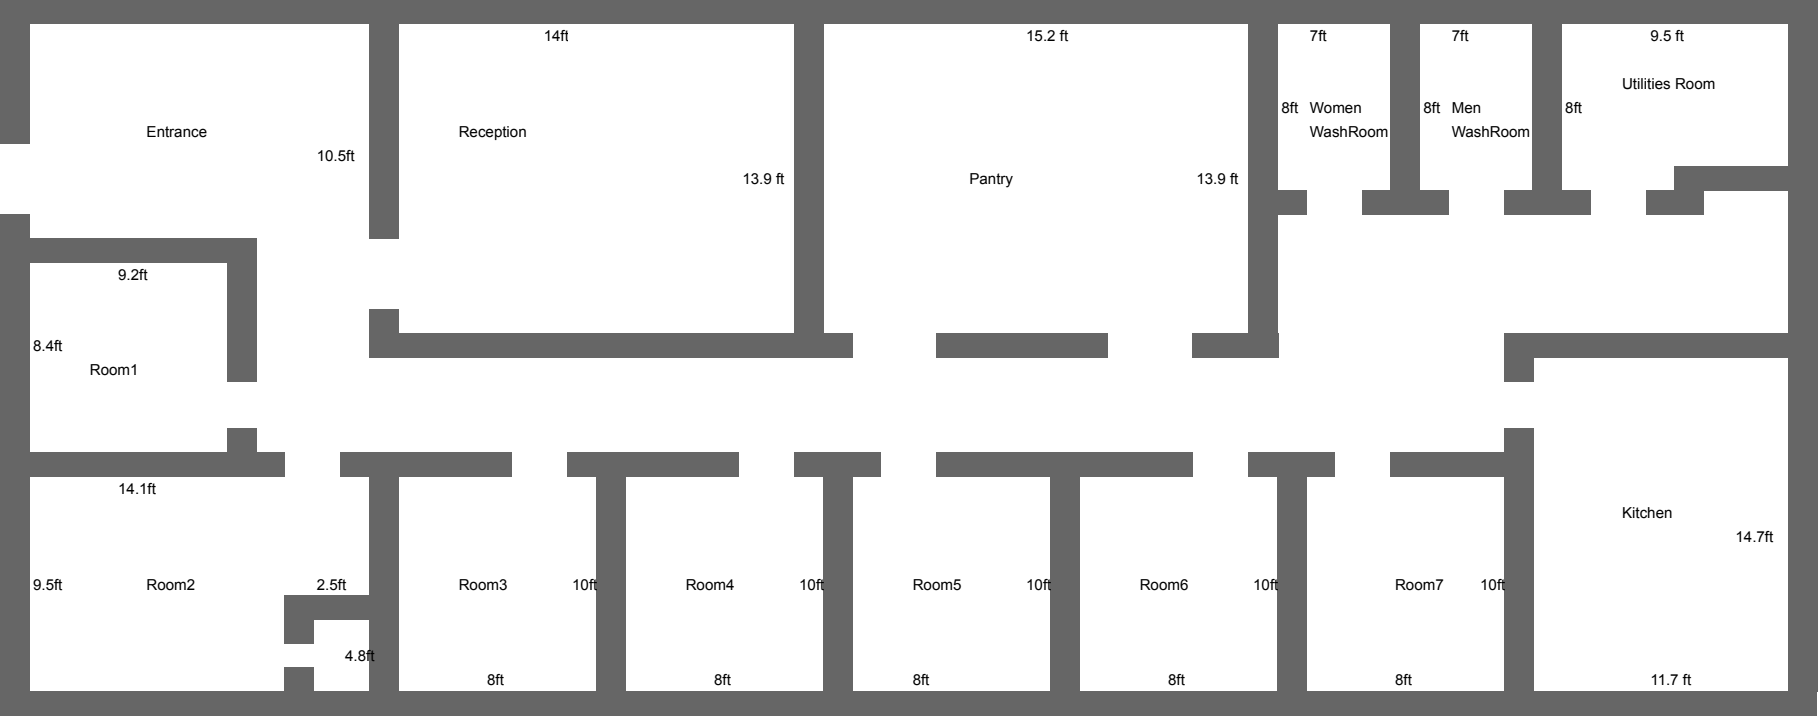 14ft
15.2 ft
7ft
7ft
9.5 ft
Utilities Room
8ft Women
WashRoom
8ft Men
WashRoom
8ft
Entrance
Reception
10.5ft
13.9 ft
Pantry
13.9 ft
9.2ft
8.4ft
Room1
14.1ft
Kitchen
14.7ft
9.5ft
Room2
2.5ft
Room3
10ft
Room4
10ft
Room5
10ft
Room6
10ft
Room7
10ft
4.8ft
8ft
8ft
8ft
8ft
8ft
11.7 ft